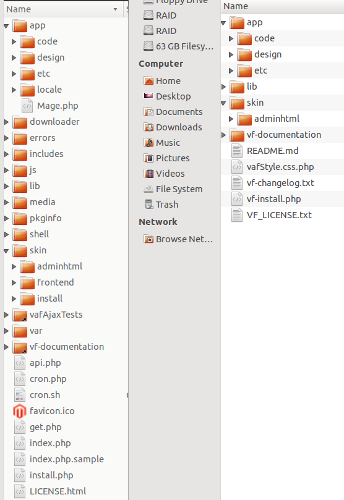 Name
app
code
design
etc
locale
Mage.php
downloader
errors
includes
js
lib
media
pkginfo
shell
skin
adminhtml
frontend
install
vafAjaxTests
var
vf-documentation
api.php
cron.php
cron.sh
favicon.ico
get.php
index.php
index.php.sample
install.php
LICENSE.html
Floppy Drive
RAID
RAID
63 GB Filesy...
Computer
Home
Desktop
Documents
Downloads
Music
Pictures
Videos
File System
Trash
Network
Browse Net...
Name
app
code
design
etc
lib
skin
adminhtml
vf-documentation
README.md
vafStyle.css.php
vf-changelog.txt
vf-install.php
VF_LICENSE.txt